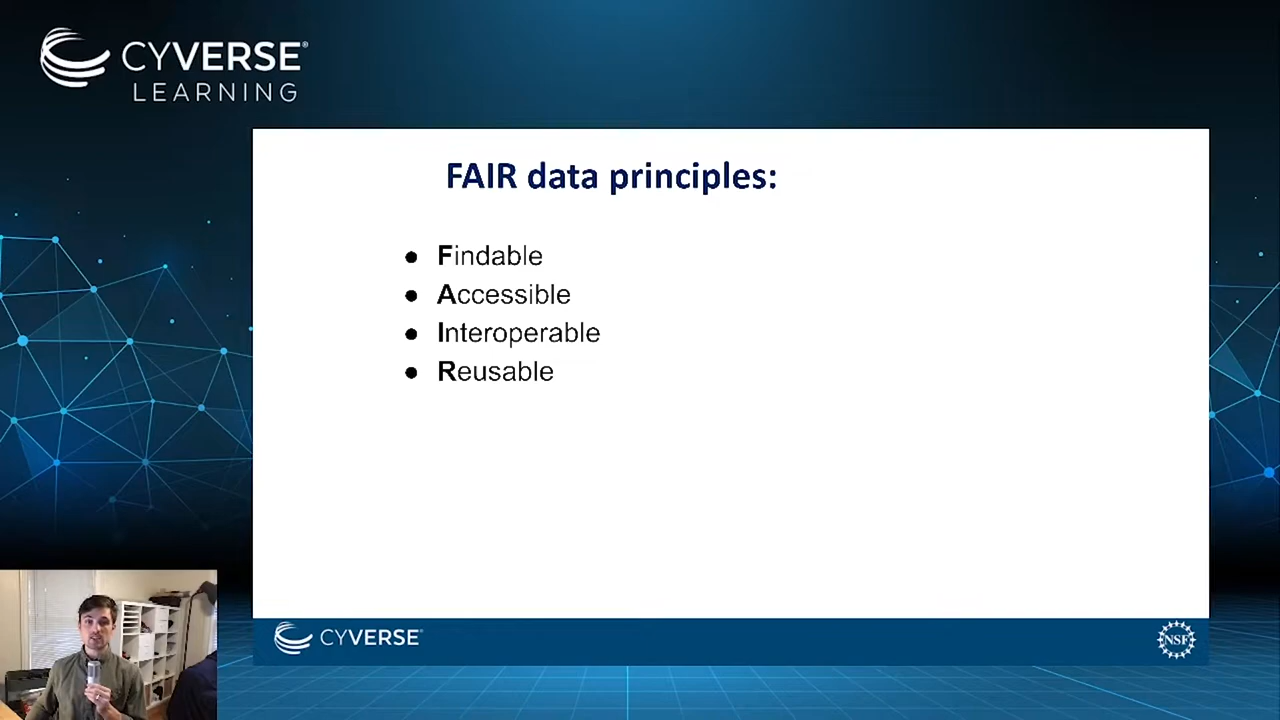 CYVERSE®
LEARNING
FAIR data principles:
● Findable
● Accessible
● Interoperable
● Reusable
CYVERSE®
NSF